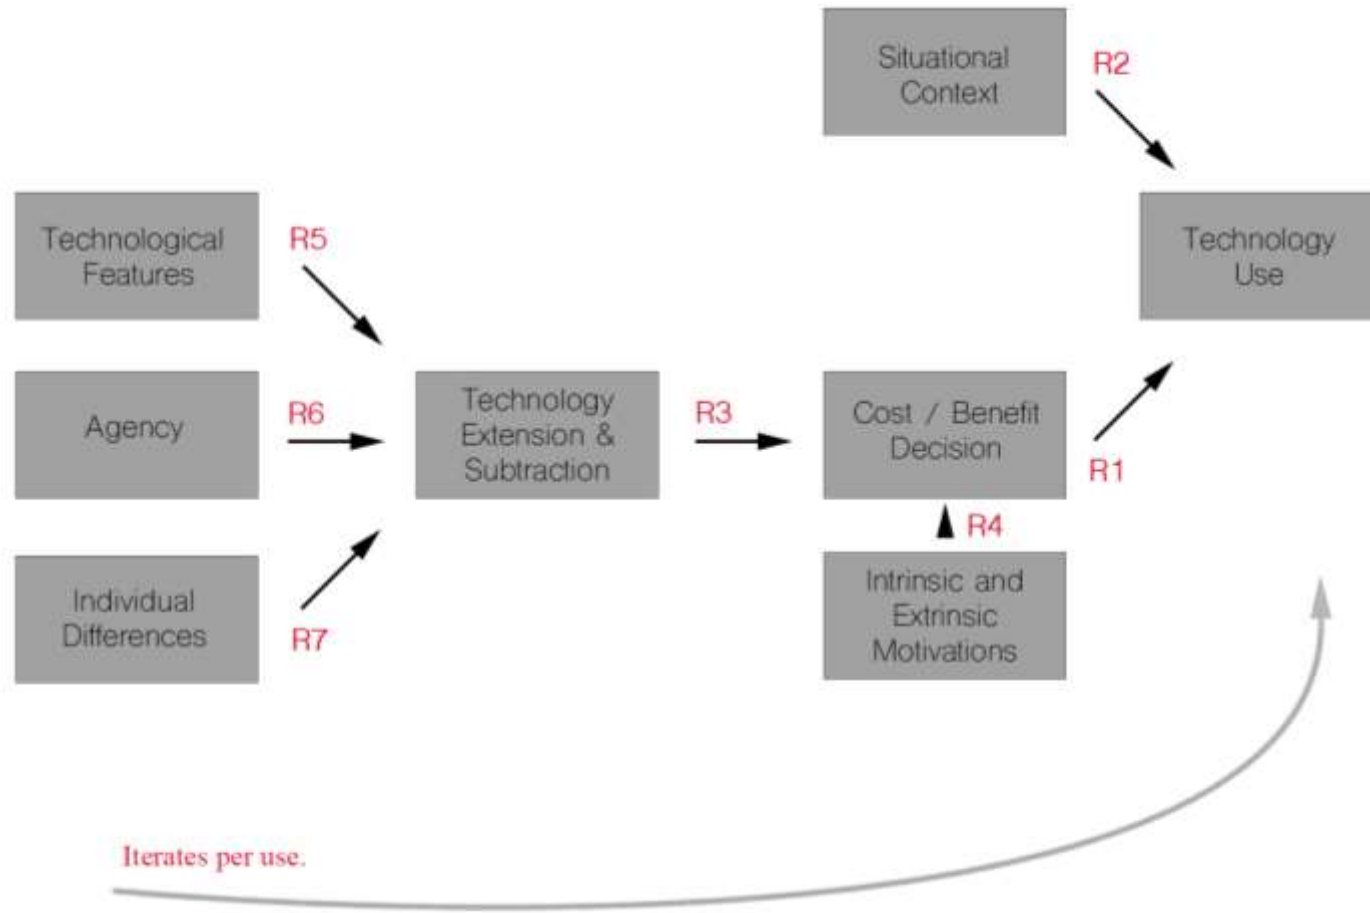 Situational
Context
R2
Technological
Features
R5
Technology
Use
Agency
R6
Technology
Extension &
Subtraction
R3
Cost / Benefit
Decision
R1
R4
Individual
Differences
R7
Intrinsic and
Extrinsic
Motivations
Iterates per use.